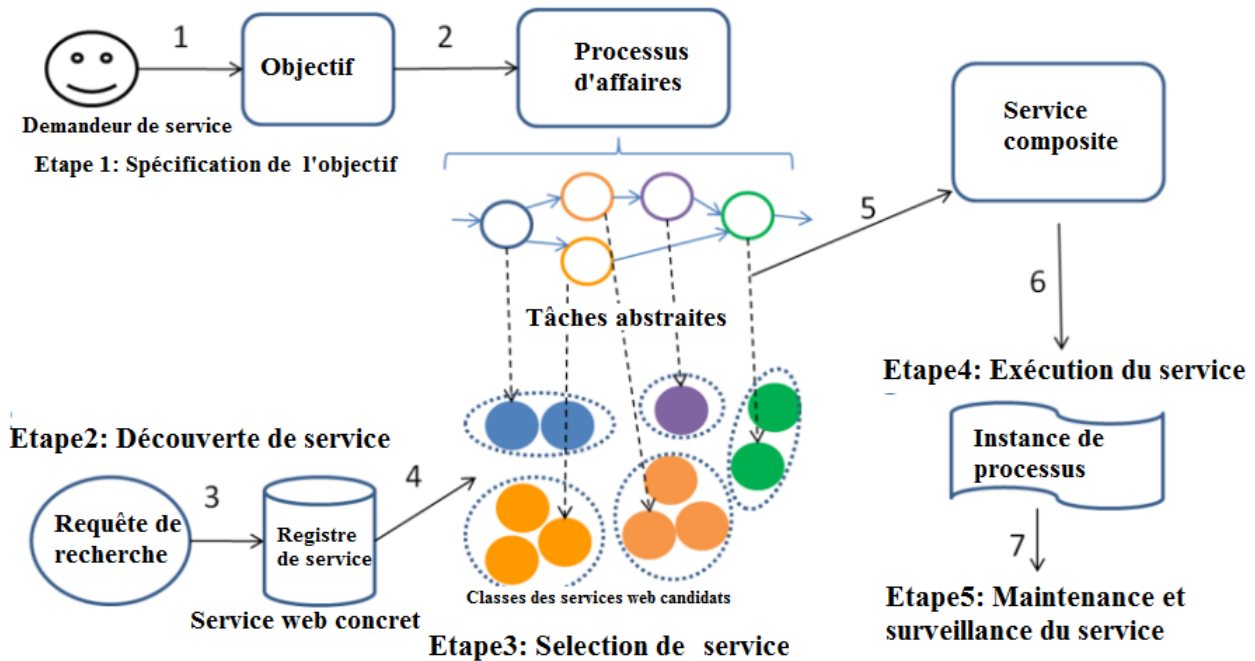 1
2
Objectif
Processus
d'affaires
Demandeur de service
Etape 1: Spécification de l'objectif
Service
composite
5
6
Tâches abstraites
Etape4: Exécution du service
Etape2: Découverte de service
3
4
Requête de
recherche
Registre
de service
Service web concret
Classes des services web candidats
Etape3: Selection de service
Instance de
processus
7
Etape5: Maintenance et
surveillance du service